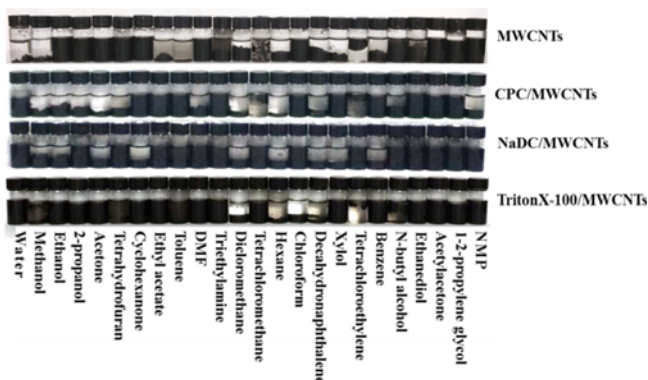 MWCNTs
CPC/MWCNTs
NaDC/MWCNTs
TritonX-100/MWCNTs
Water
Methanol
Ethanol
2-propanol
Acetone
Tetrahydrofuran
Cyclohexanone
Ethyl acetate
Toluene
DMF
Triethylamine
Dicloromethane
Tetrachloromethane
Hexane
Chloroform
Decahydronaphthalene
Xylol
Tetrachloroethylene
Benzene
N-butyl alcohol
Ethanediol
Acetylacetone
1-2-propylene glycol
NMP